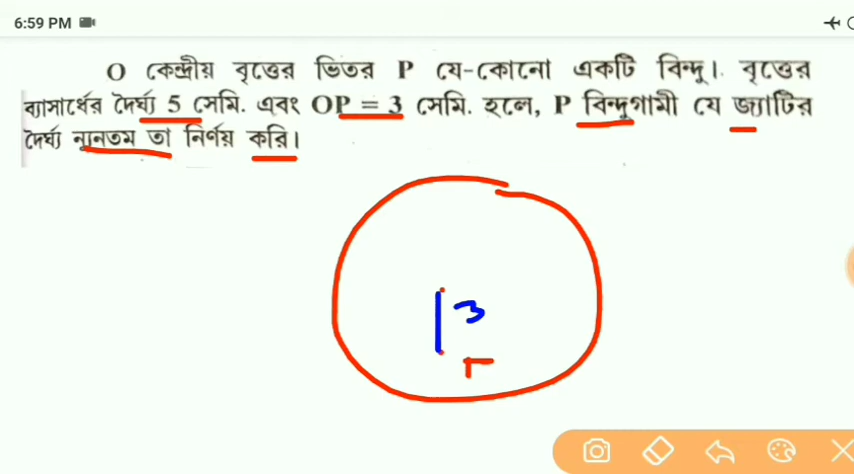 6:59 PM
O কেন্দ্রীয় বৃত্তের ভিতর P যে-কোনো একটি বিন্দু। বৃত্তের
ব্যাসার্ধের দৈর্ঘ্য 5 সেমি. এবং OP = 3 সেমি. হলে, P বিন্দুগামী যে জ্যাটির
দৈর্ঘ্য ন্যূনতম তা নির্ণয় করি।
3